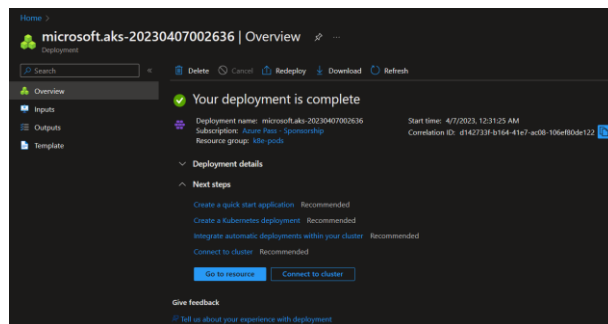 Home >
microsoft.aks-20230407002636 | Overview
Deployment
Search
Delete Cancel Redeploy Download Refresh
Overview
Inputs
Outputs
Template
Your deployment is complete
Deployment name: microsoft.aks-20230407002636
Subscription: Azure Pass - Sponsorship
Resource group: k8e-pods
Start time: 4/7/2023, 12:31:25 AM
Correlation ID: d142733f-b164-41e7-ac08-106ef80de122
Deployment details
Next steps
Create a quick start application Recommended
Create a Kubernetes deployment Recommended
Integrate automatic deployments within your cluster Recommended
Connect to cluster Recommended
Go to resource Connect to cluster
Give feedback
Tell us about your experience with deployment